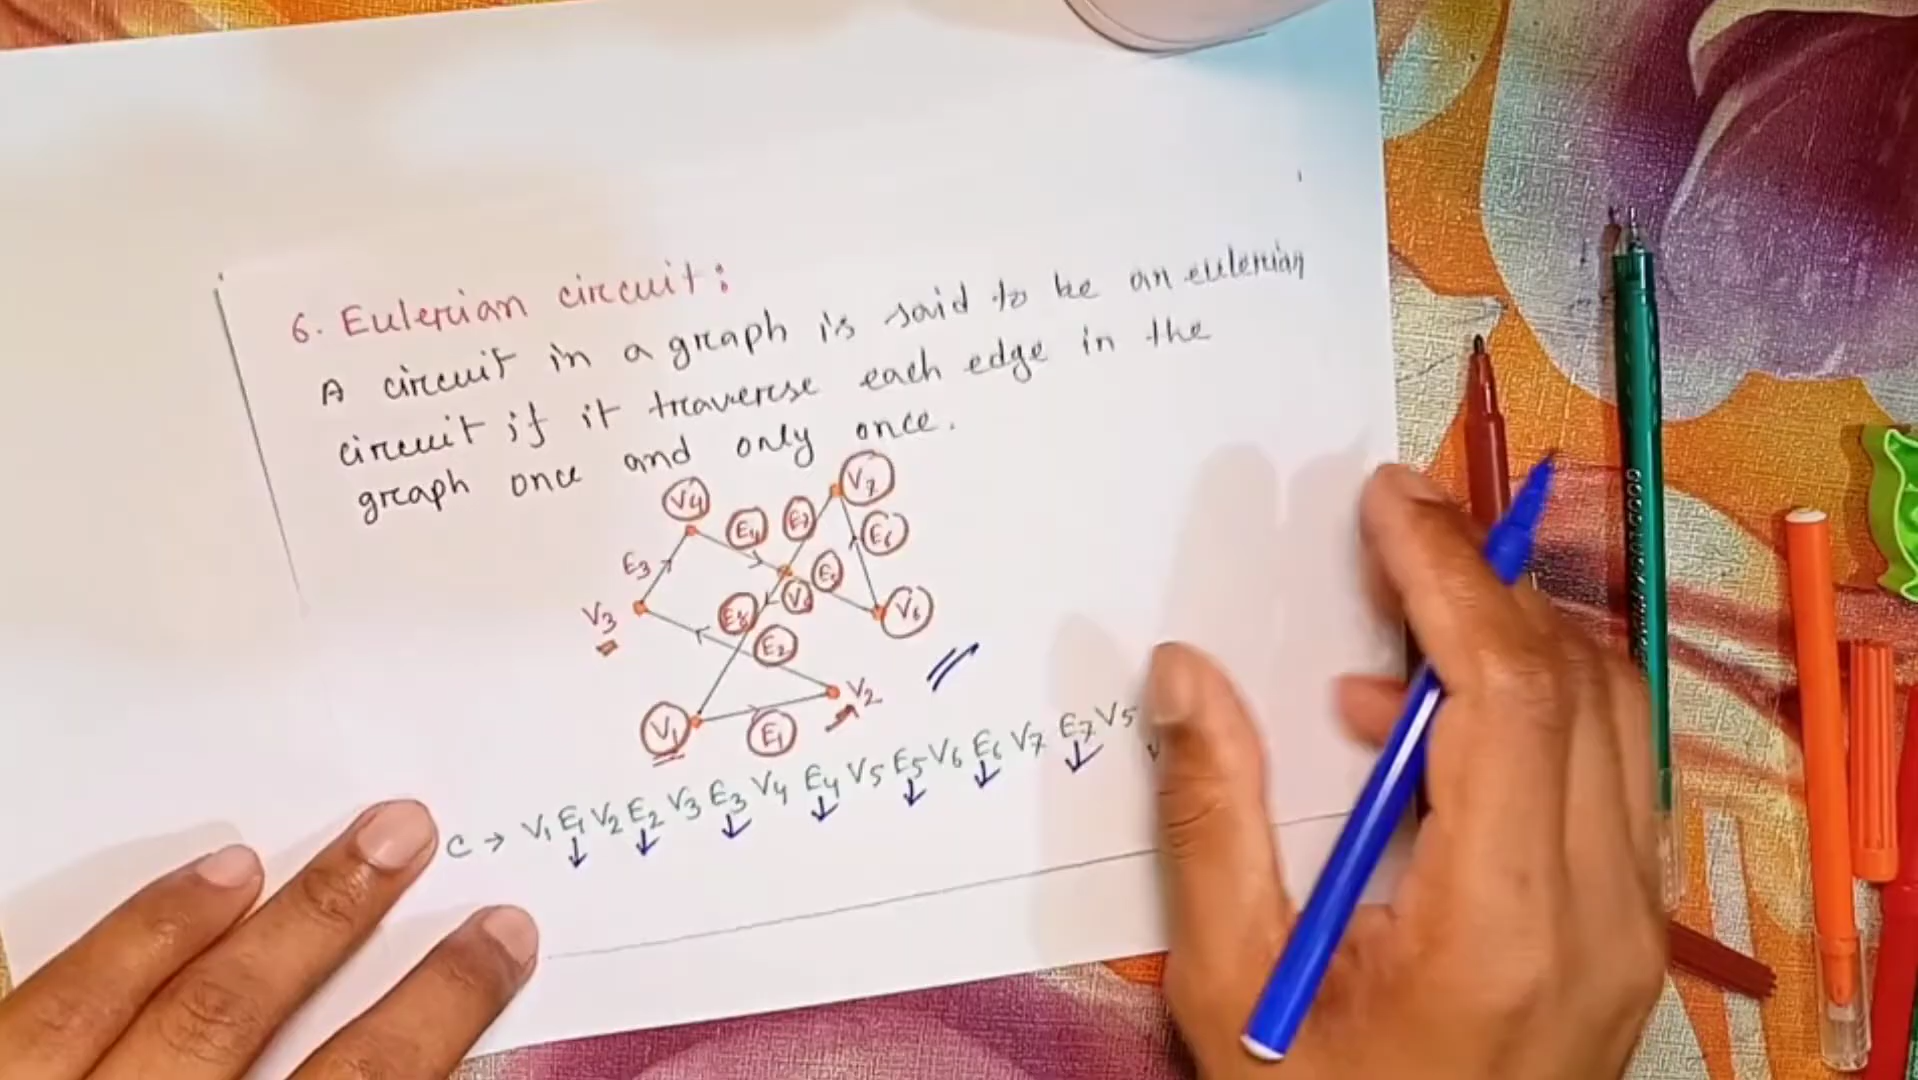 6. Eulerian circuit:
A circuit in a graph is said to be an eulerian
circuit if it traverse each edge in the
graph once and only once.
V7
V4
E4 E7
E6
E3
E5
V5
V6
V3
E8
E2
V2
V1
E1
C → V1 E1 V2 E2 V3 E3 V4 E4 V5 E5 V6 E6 V7 E7 V5